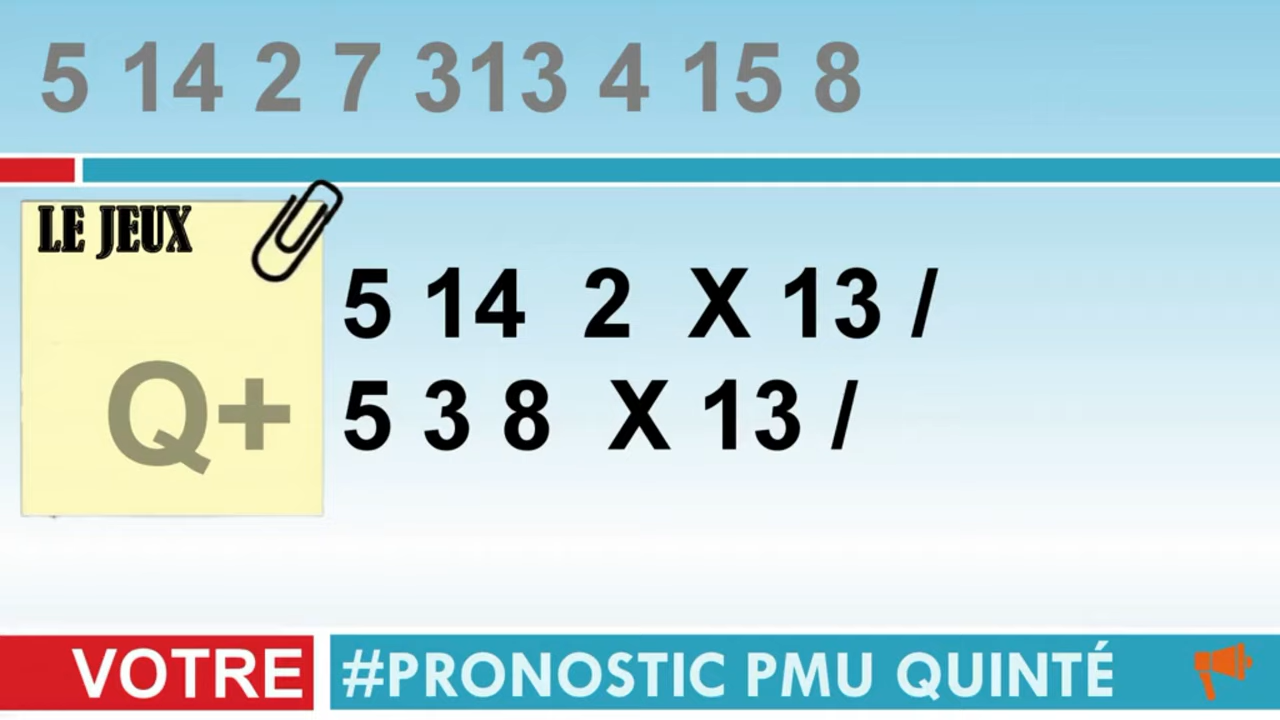 5 14 2 7 313 4 15 8
LE JEUX
Q+
5 14 2 X 13 /
5 3 8 X 13 /
VOTRE #PRONOSTIC PMU QUINTÉ